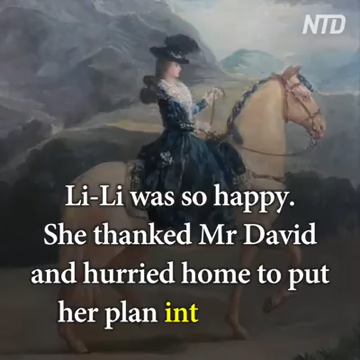 NTD
Li-Li was so happy.
She thanked Mr David
and hurried home to put
her plan int